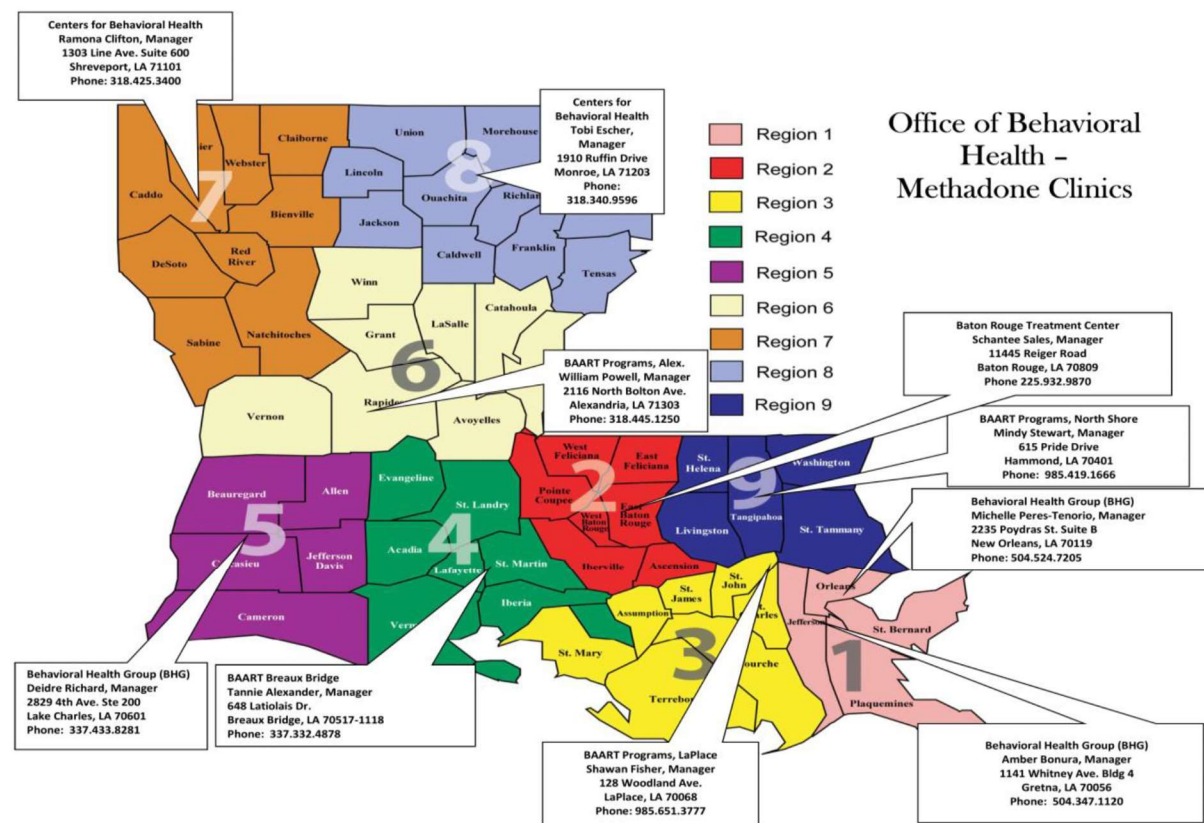 Centers for Behavioral Health
Ramona Clifton, Manager
1303 Line Ave. Suite 600
Shreveport, LA 71101
Phone: 318.425.3400
Centers for
Behavioral Health
Tobi Escher,
Manager
1910 Ruffin Drive
Monroe, LA 71203
Phone:
318.340.9596
Office of Behavioral
Health –
Methadone Clinics
Region 1
Region 2
Region 3
Region 4
Region 5
Region 6
Region 7
Region 8
Region 9
Claiborne
Webster
Caddo
7
Bienville
DeSoto
Red
River
Sabine
Natchitoches
Union
Morehouse
Lincoln
8
Ouachita
Jackson
Caldwell
Franklin
Tensas
Winn
Grant
LaSalle
Catahoula
6
Vernon
Avoyelles
BAART Programs, Alex.
William Powell, Manager
2116 North Bolton Ave.
Alexandria, LA 71303
Phone: 318.445.1250
Baton Rouge Treatment Center
Schantee Sales, Manager
11445 Reiger Road
Baton Rouge, LA 70809
Phone 225.932.9870
BAART Programs, North Shore
Mindy Stewart, Manager
615 Pride Drive
Hammond, LA 70401
Phone: 985.419.1666
Behavioral Health Group (BHG)
Michelle Peres-Tenorio, Manager
2235 Poydras St. Suite B
New Orleans, LA 70119
Phone: 504.524.7205
Beauregard
Allen
5
Jefferson
Davis
Cameron
Evangeline
St. Landry
4
Acadia
Lafayette
St. Martin
Iberia
West
Feliciana
East
Feliciana
2
Pointe
Coupee
West
Baton
Rouge
East
Baton
Rouge
Iberville
Ascension
St.
Helena
Washington
9
Livingston
Tangipahoa
St. Tammany
St.
James
St.
John
Assumption
St. Mary
3
Orleans
Jefferson
St. Bernard
1
Plaquemines
Behavioral Health Group (BHG)
Deidre Richard, Manager
2829 4th Ave. Ste 200
Lake Charles, LA 70601
Phone: 337.433.8281
BAART Breaux Bridge
Tannie Alexander, Manager
648 Latiolais Dr.
Breaux Bridge, LA 70517-1118
Phone: 337.332.4878
BAART Programs, LaPlace
Shawan Fisher, Manager
128 Woodland Ave.
LaPlace, LA 70068
Phone: 985.651.3777
Behavioral Health Group (BHG)
Amber Bonura, Manager
1141 Whitney Ave. Bldg 4
Gretna, LA 70056
Phone: 504.347.1120